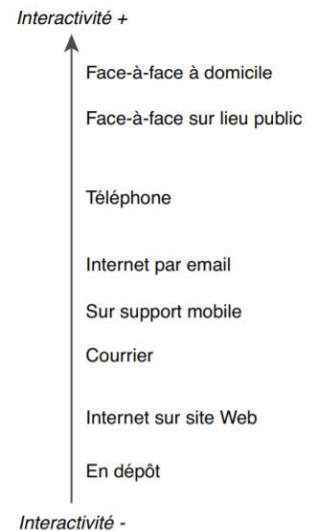 Interactivité +
Face-à-face à domicile
Face-à-face sur lieu public
Téléphone
Internet par email
Sur support mobile
Courrier
Internet sur site Web
En dépôt
Interactivité -